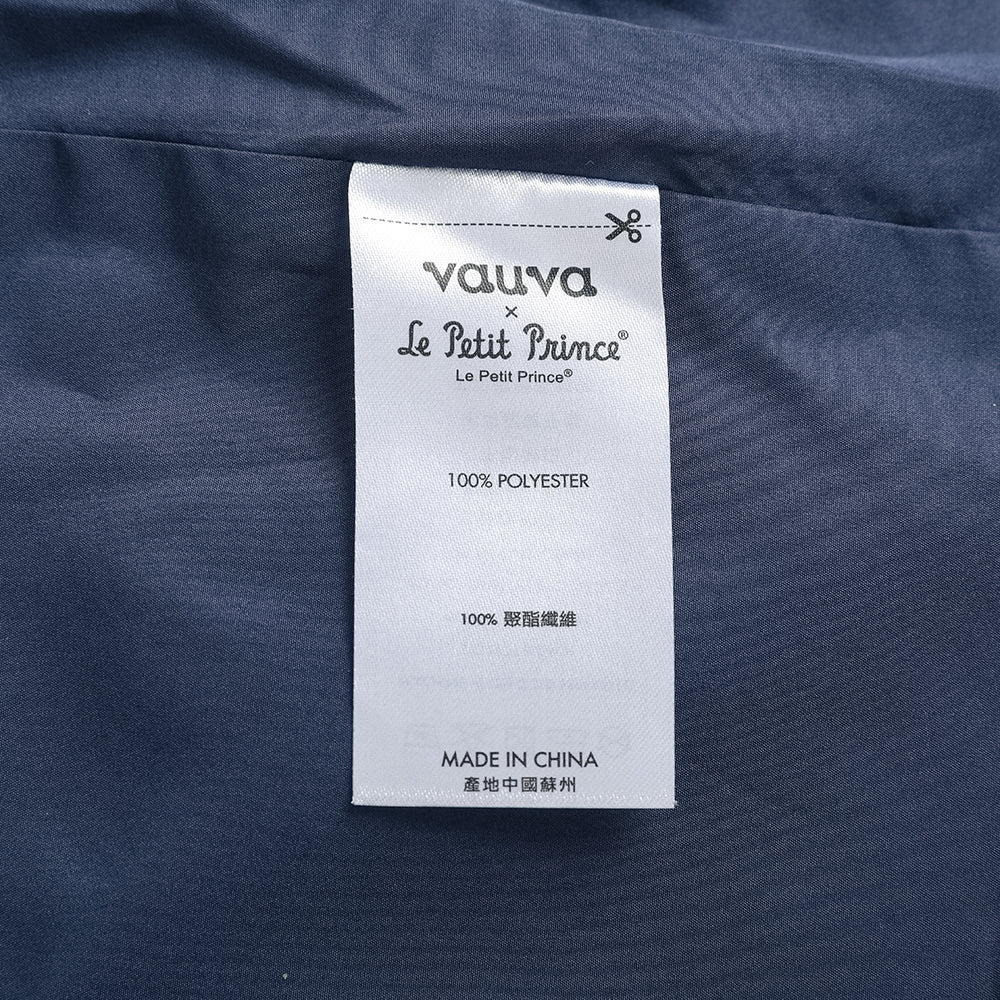 vauva
×
Le Petit Prince®
Le Petit Prince®
100% POLYESTER
100% 聚酯纖維
MADE IN CHINA
產地中國蘇州